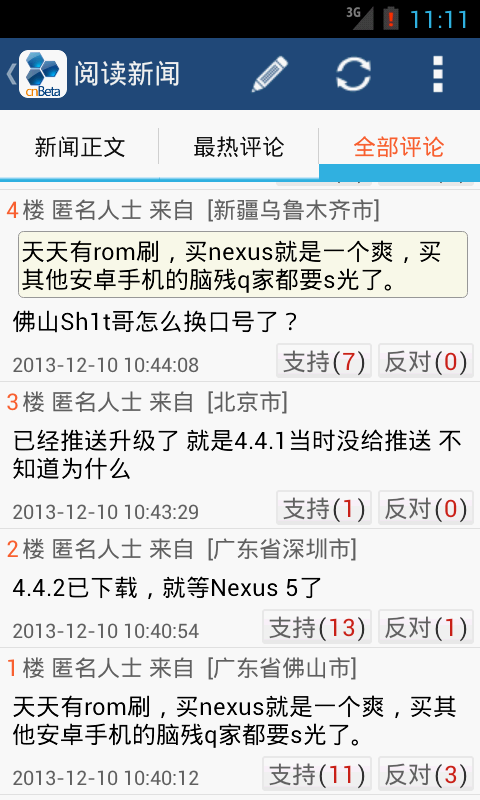 3G
11:11
cnBeta
阅读新闻
新闻正文
最热评论
全部评论
4楼 匿名人士 来自 [新疆乌鲁木齐市]
天天有rom刷，买nexus就是一个爽，买
其他安卓手机的脑残q家都要s光了。
佛山Sh1t哥怎么换口号了？
2013-12-10 10:44:08
支持(7)
反对(0)
3楼 匿名人士 来自 [北京市]
已经推送升级了 就是4.4.1当时没给推送 不
知道为什么
2013-12-10 10:43:29
支持(1)
反对(0)
2楼 匿名人士 来自 [广东省深圳市]
4.4.2已下载，就等Nexus 5了
2013-12-10 10:40:54
支持(13)
反对(1)
1楼 匿名人士 来自 [广东省佛山市]
天天有rom刷，买nexus就是一个爽，买其
他安卓手机的脑残q家都要s光了。
2013-12-10 10:40:12
支持(11)
反对(3)